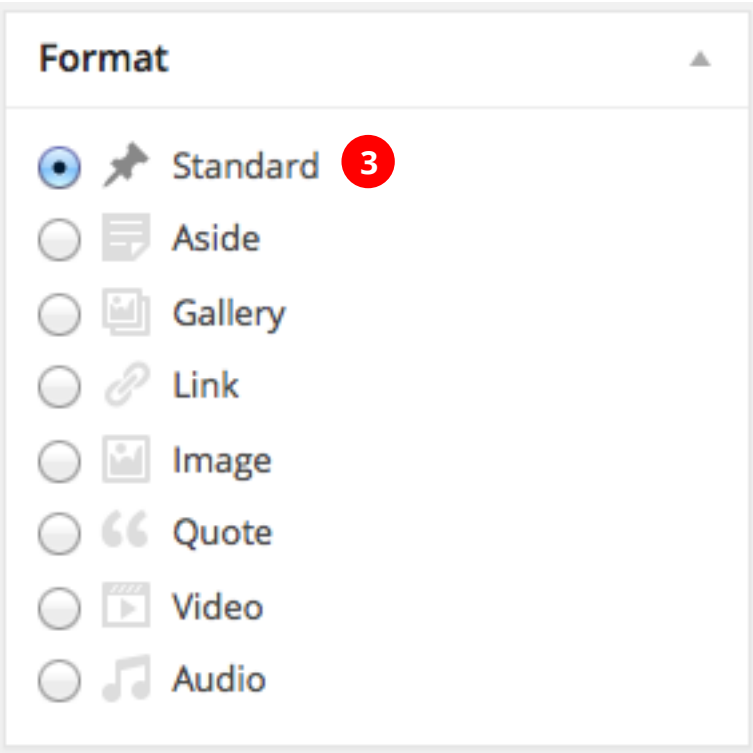 Format
Standard 3
Aside
Gallery
Link
Image
Quote
Video
Audio